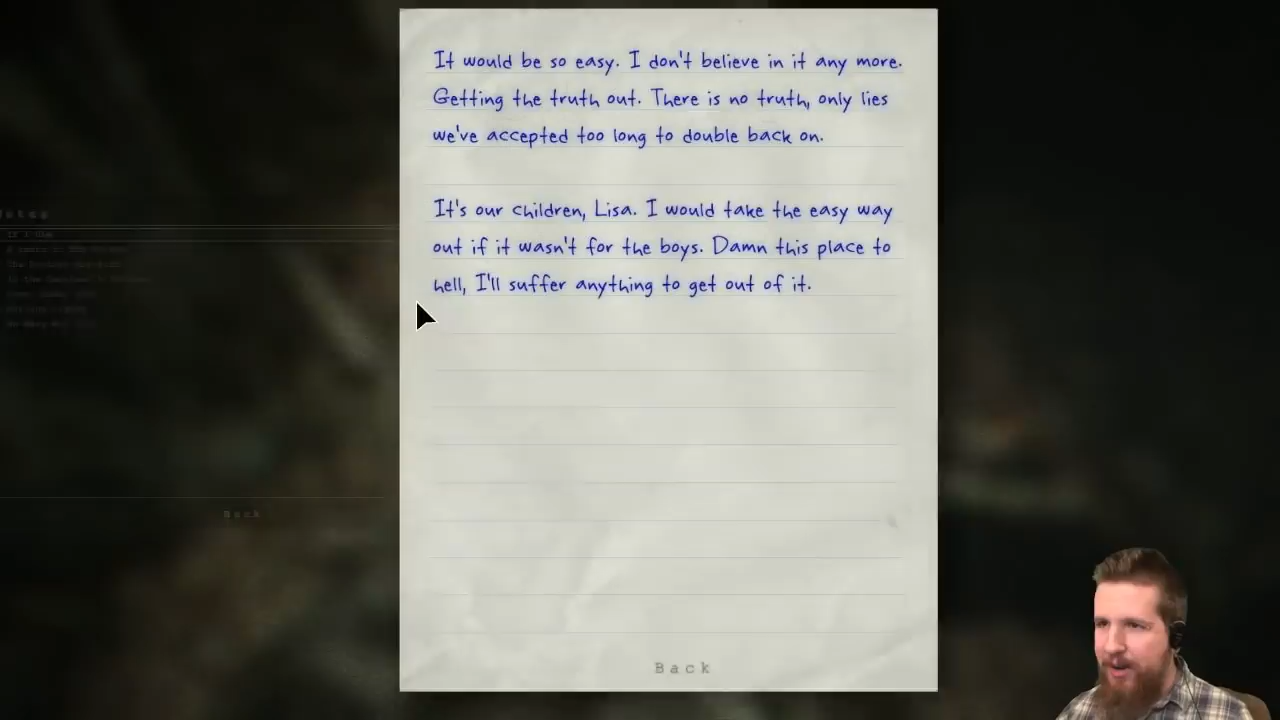 It would be so easy. I don't believe in it any more.
Getting the truth out. There is no truth, only lies
we've accepted too long to double back on.
It's our children, Lisa. I would take the easy way
out if it wasn't for the boys. Damn this place to
hell, I'll suffer anything to get out of it.
Back
Back